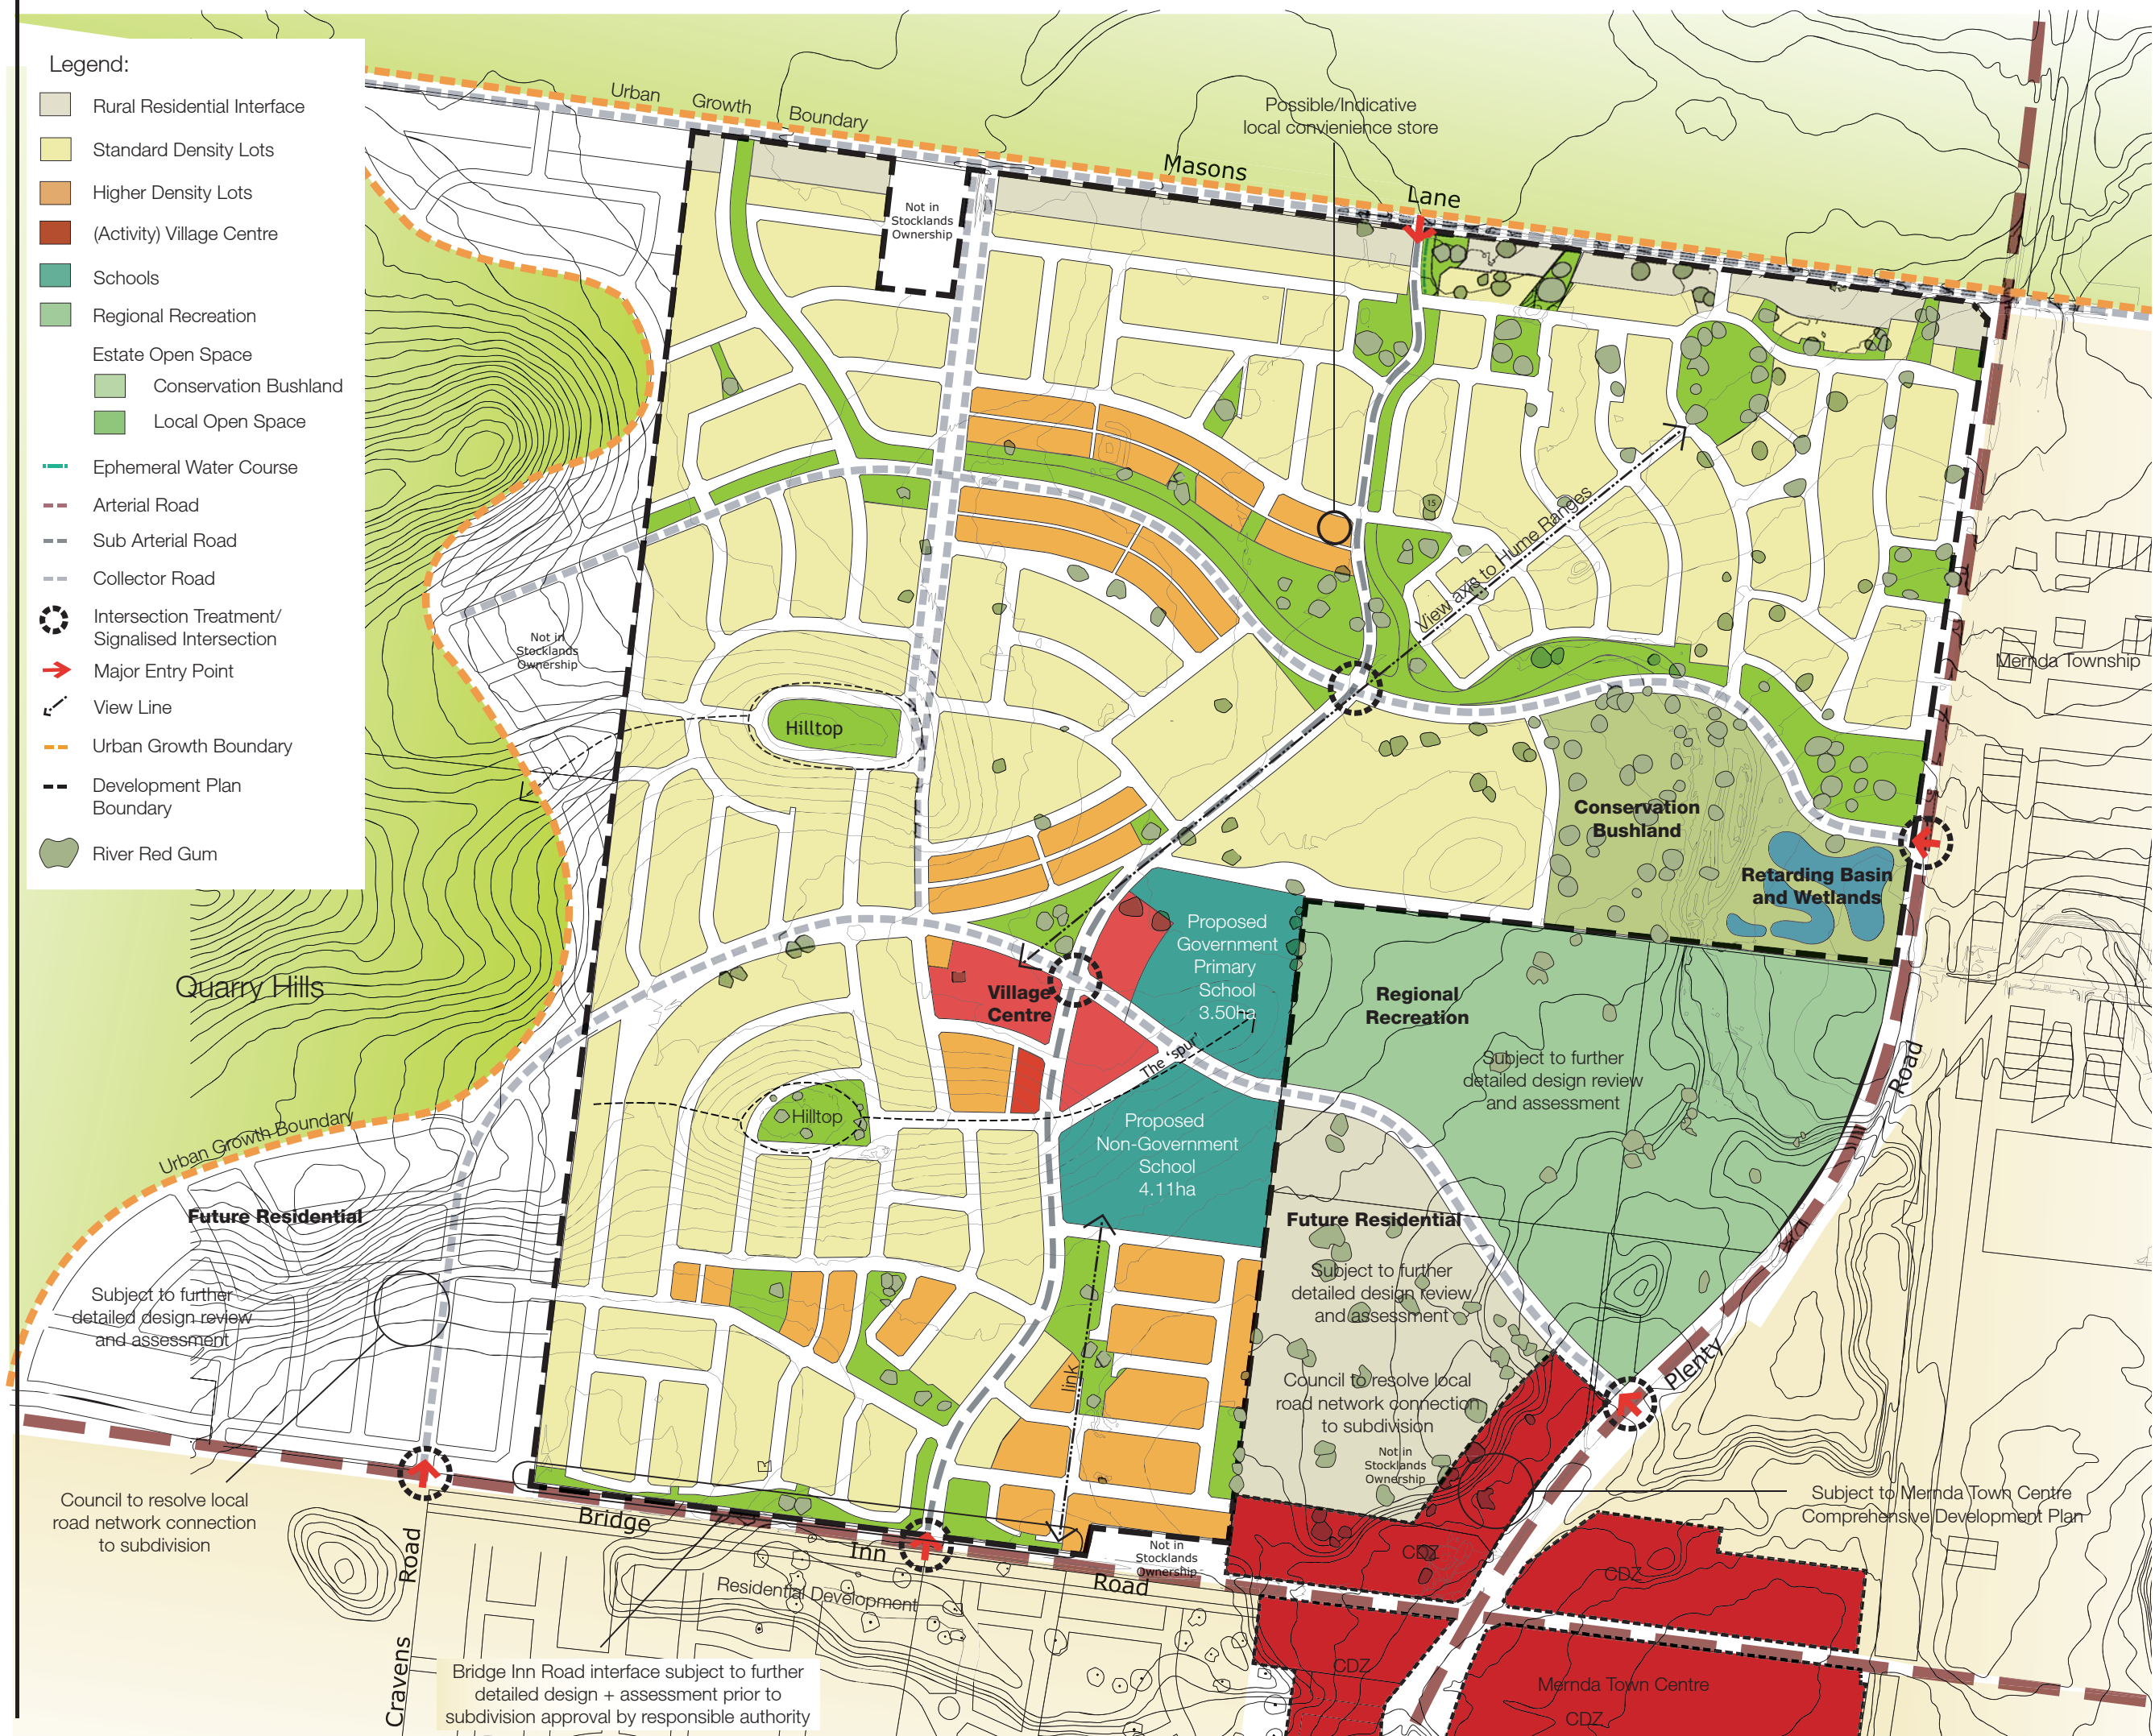 Legend:
Rural Residential Interface
Standard Density Lots
Higher Density Lots
(Activity) Village Centre
Schools
Regional Recreation
Estate Open Space
Conservation Bushland
Local Open Space
Ephemeral Water Course
Arterial Road
Sub Arterial Road
Collector Road
Intersection Treatment/
Signalised Intersection
Major Entry Point
View Line
Urban Growth Boundary
Development Plan
Boundary
River Red Gum
Urban Growth Boundary
Possible/Indicative
local convienience store
Masons Lane
Not in
Stocklands
Ownership
15
View axis to Hume Ranges
Not in
Stocklands
Ownership
Mernda Township
Hilltop
Conservation
Bushland
Retarding Basin
and Wetlands
Proposed
Government
Primary
School
3.50ha
Quarry Hills
Village
Centre
Regional
Recreation
The 'spur'
Subject to further
detailed design review
and assessment
Road
Hilltop
Proposed
Non-Government
School
4.11ha
Urban Growth Boundary
Future Residential
Future Residential
Subject to further
detailed design review
and assessment
Subject to further
detailed design review
and assessment
link
Plenty
Council to resolve local
road network connection
to subdivision
Not in
Stocklands
Ownership
Council to resolve local
road network connection
to subdivision
Subject to Mernda Town Centre
Comprehensive Development Plan
Bridge Inn Road
Not in
Stocklands
Ownership
CDZ
CDZ
Residential Development
Cravens Road
CDZ
Mernda Town Centre
CDZ
Bridge Inn Road interface subject to further
detailed design + assessment prior to
subdivision approval by responsible authority